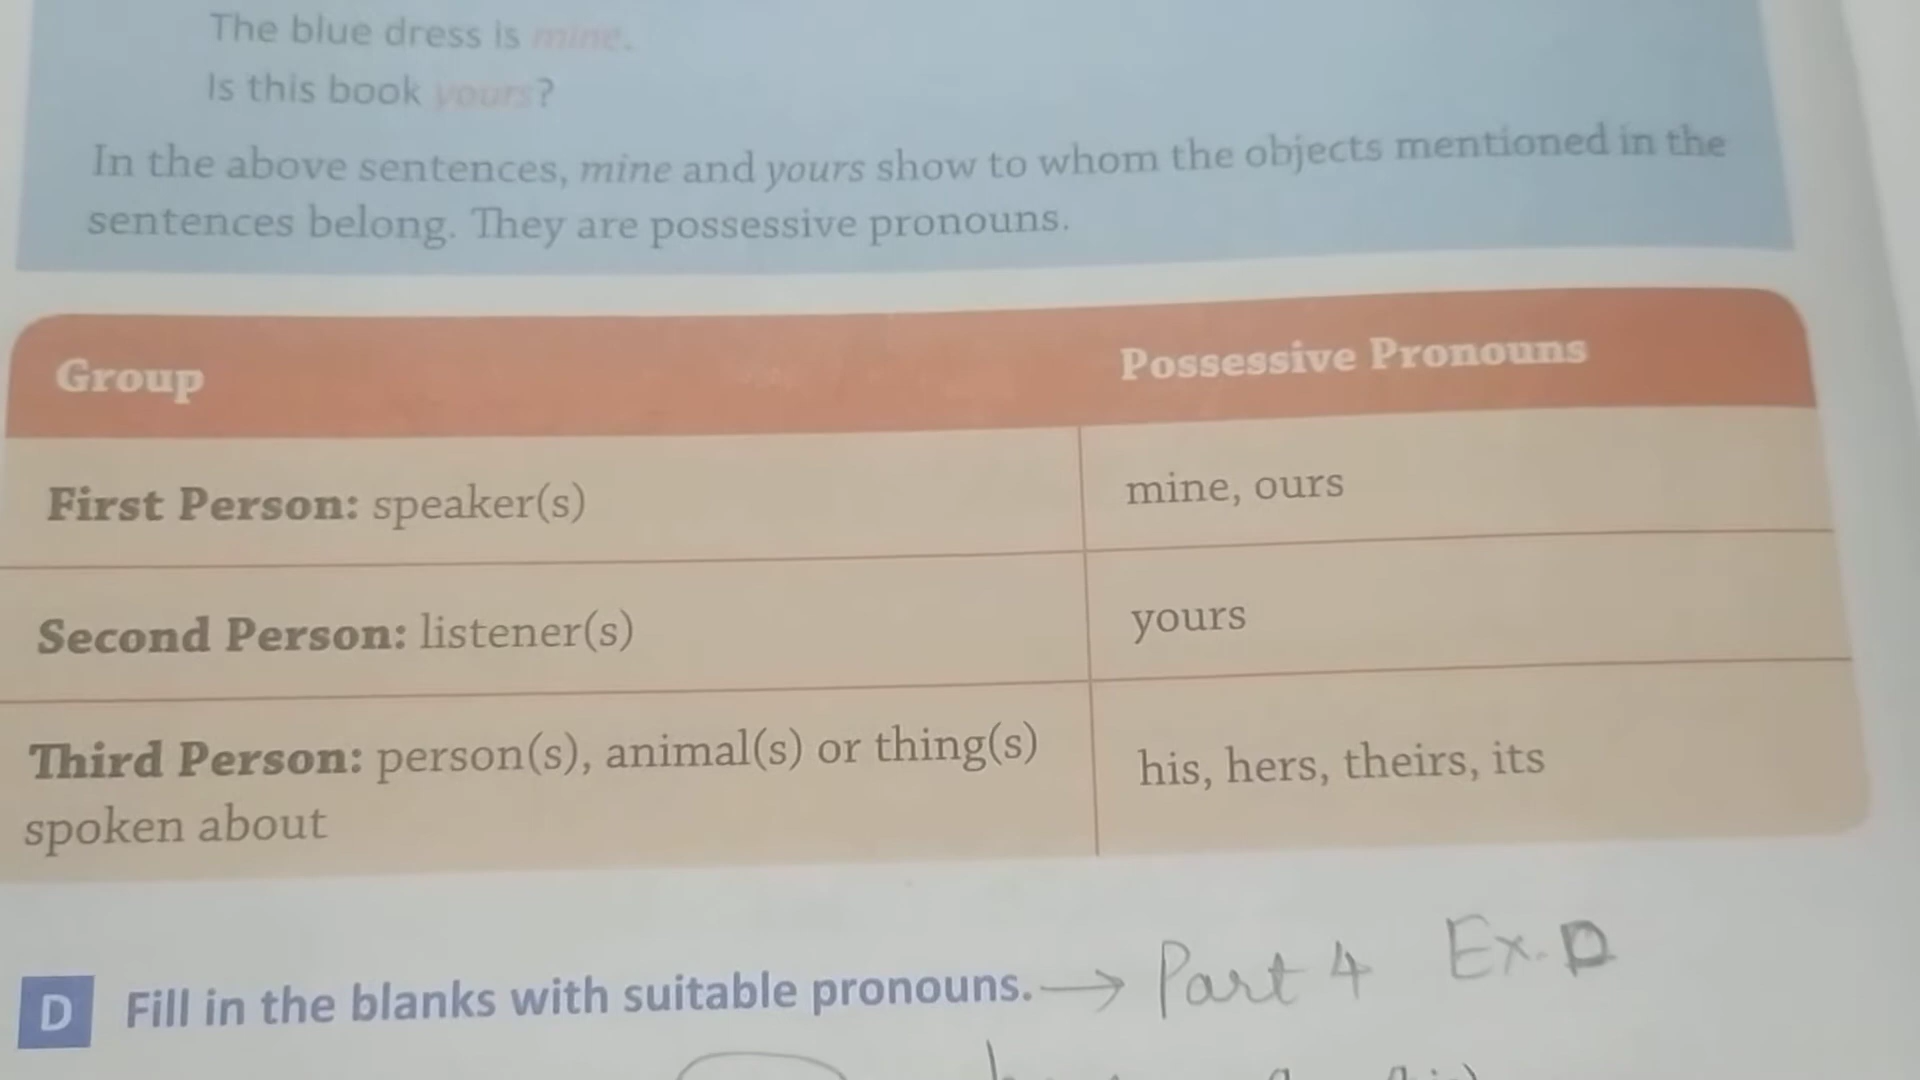 The blue dress is mine.
Is this book yours?
In the above sentences, mine and yours show to whom the objects mentioned in the
sentences belong. They are possessive pronouns.
Group
Possessive Pronouns
First Person: speaker(s)
mine, ours
Second Person: listener(s)
yours
Third Person: person(s), animal(s) or thing(s)
spoken about
his, hers, theirs, its
D Fill in the blanks with suitable pronouns. → Part 4 Ex. D